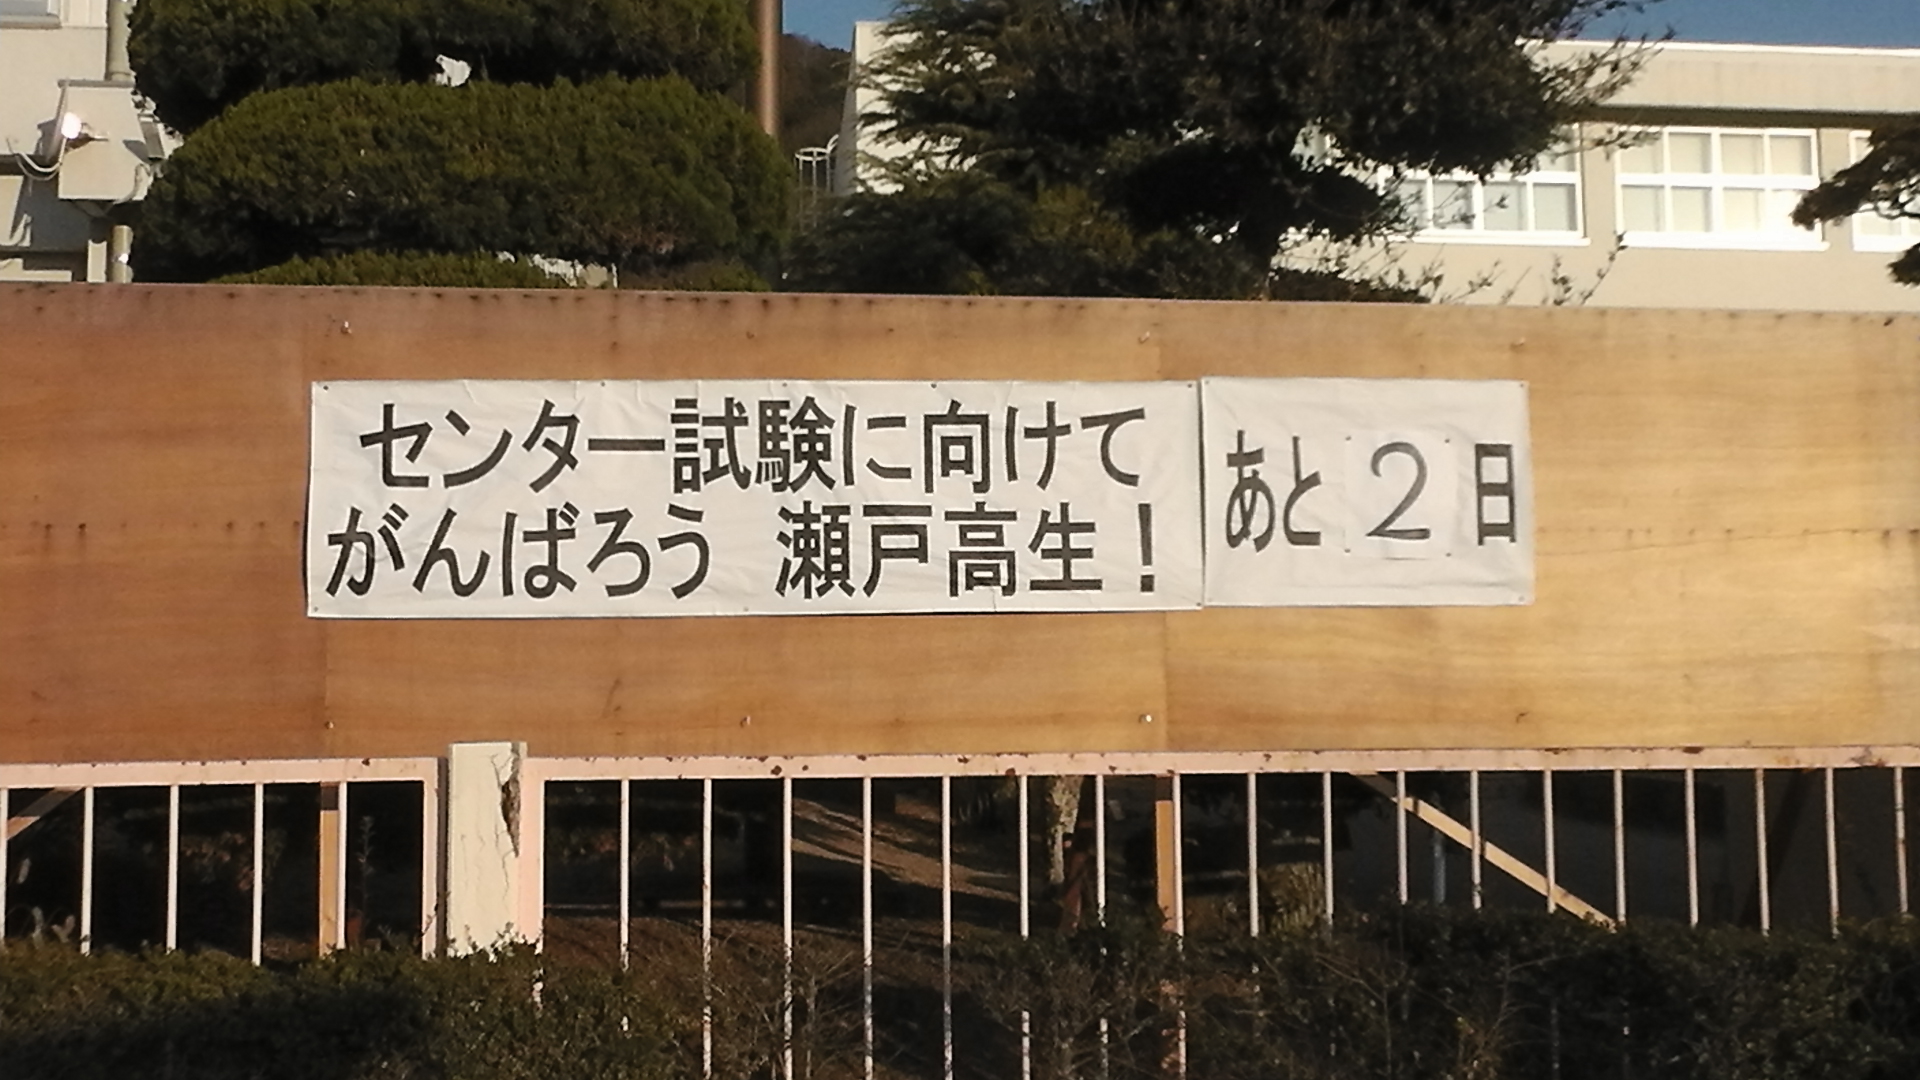 センター試験に向けて
がんばろう 瀬戸高生！
あと2日